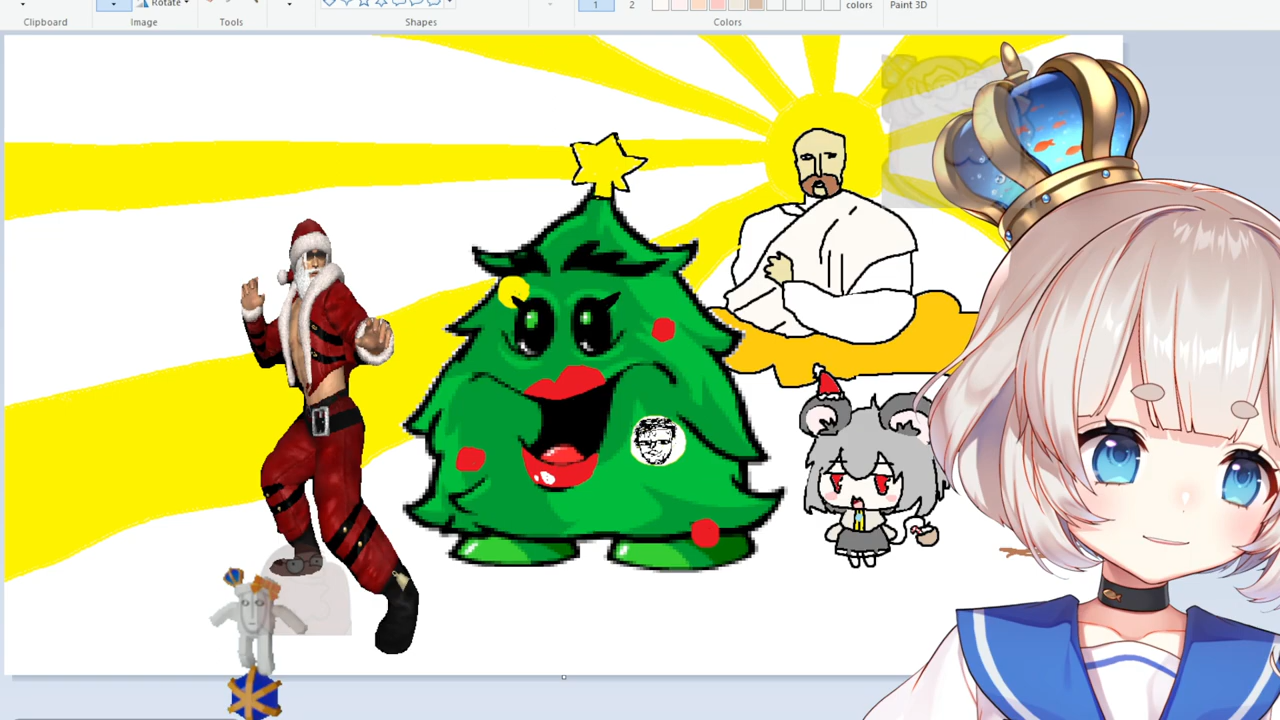 Rotate
colors
Paint 3D
1
2
Clipboard
Image
Tools
Shapes
Colors